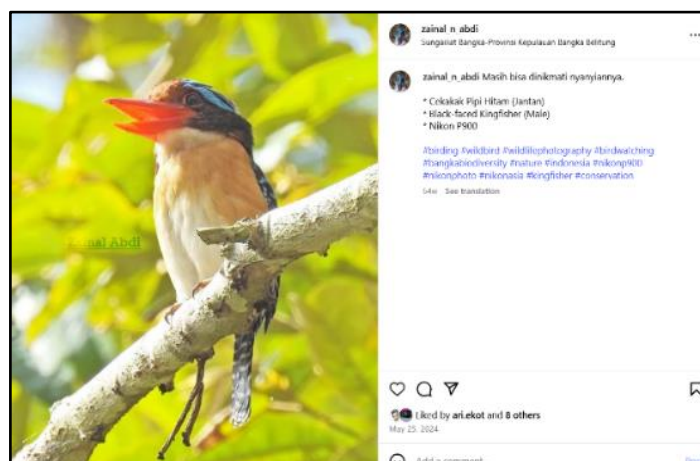 zainal_n_abdi
Sungailiat Bangka-Provinsi Kepulauan Bangka Belitung
zainal_n_abdi Masih bisa dinikmati nyanyiannya.
* Cekakak Pipi Hitam (Jantan)
* Black-faced Kingfisher (Male)
* Nikon P900
#birding #wildbird #wildlifephotography #birdwatching
#bangkabiodiversity #nature #indonesia #nikonp900
#nikonphoto #nikonasia #kingfisher #conservation
54w See translation
Zainal Abdi
Liked by ari.ekot and 8 others
May 25, 2024
Add a comment...
Post